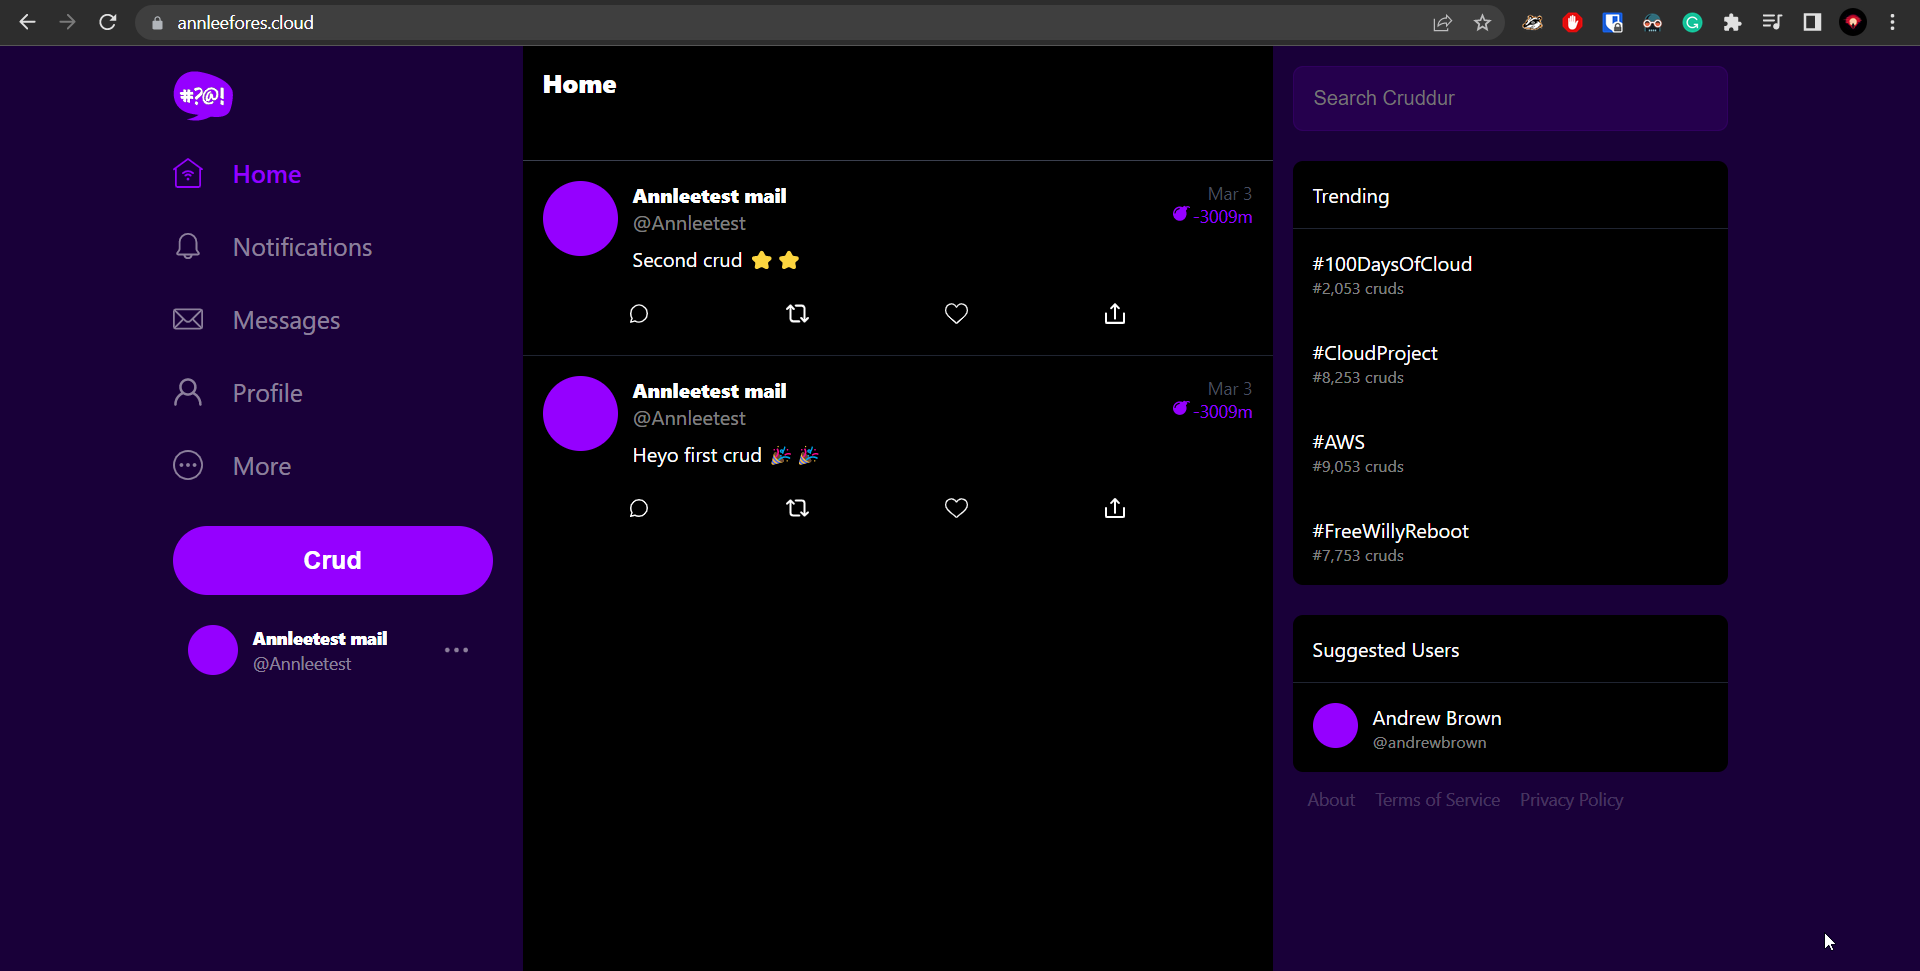 annleefores.cloud
#?@!
Home
Notifications
Messages
Profile
More
Crud
Annleetest mail
@Annleetest
Home
Annleetest mail
Mar 3
@Annleetest
-3009m
Second crud ⭐ ⭐
Annleetest mail
Mar 3
@Annleetest
-3009m
Heyo first crud 🎉 🎉
Search Cruddur
Trending
#100DaysOfCloud
#2,053 cruds
#CloudProject
#8,253 cruds
#AWS
#9,053 cruds
#FreeWillyReboot
#7,753 cruds
Suggested Users
Andrew Brown
@andrewbrown
About Terms of Service Privacy Policy